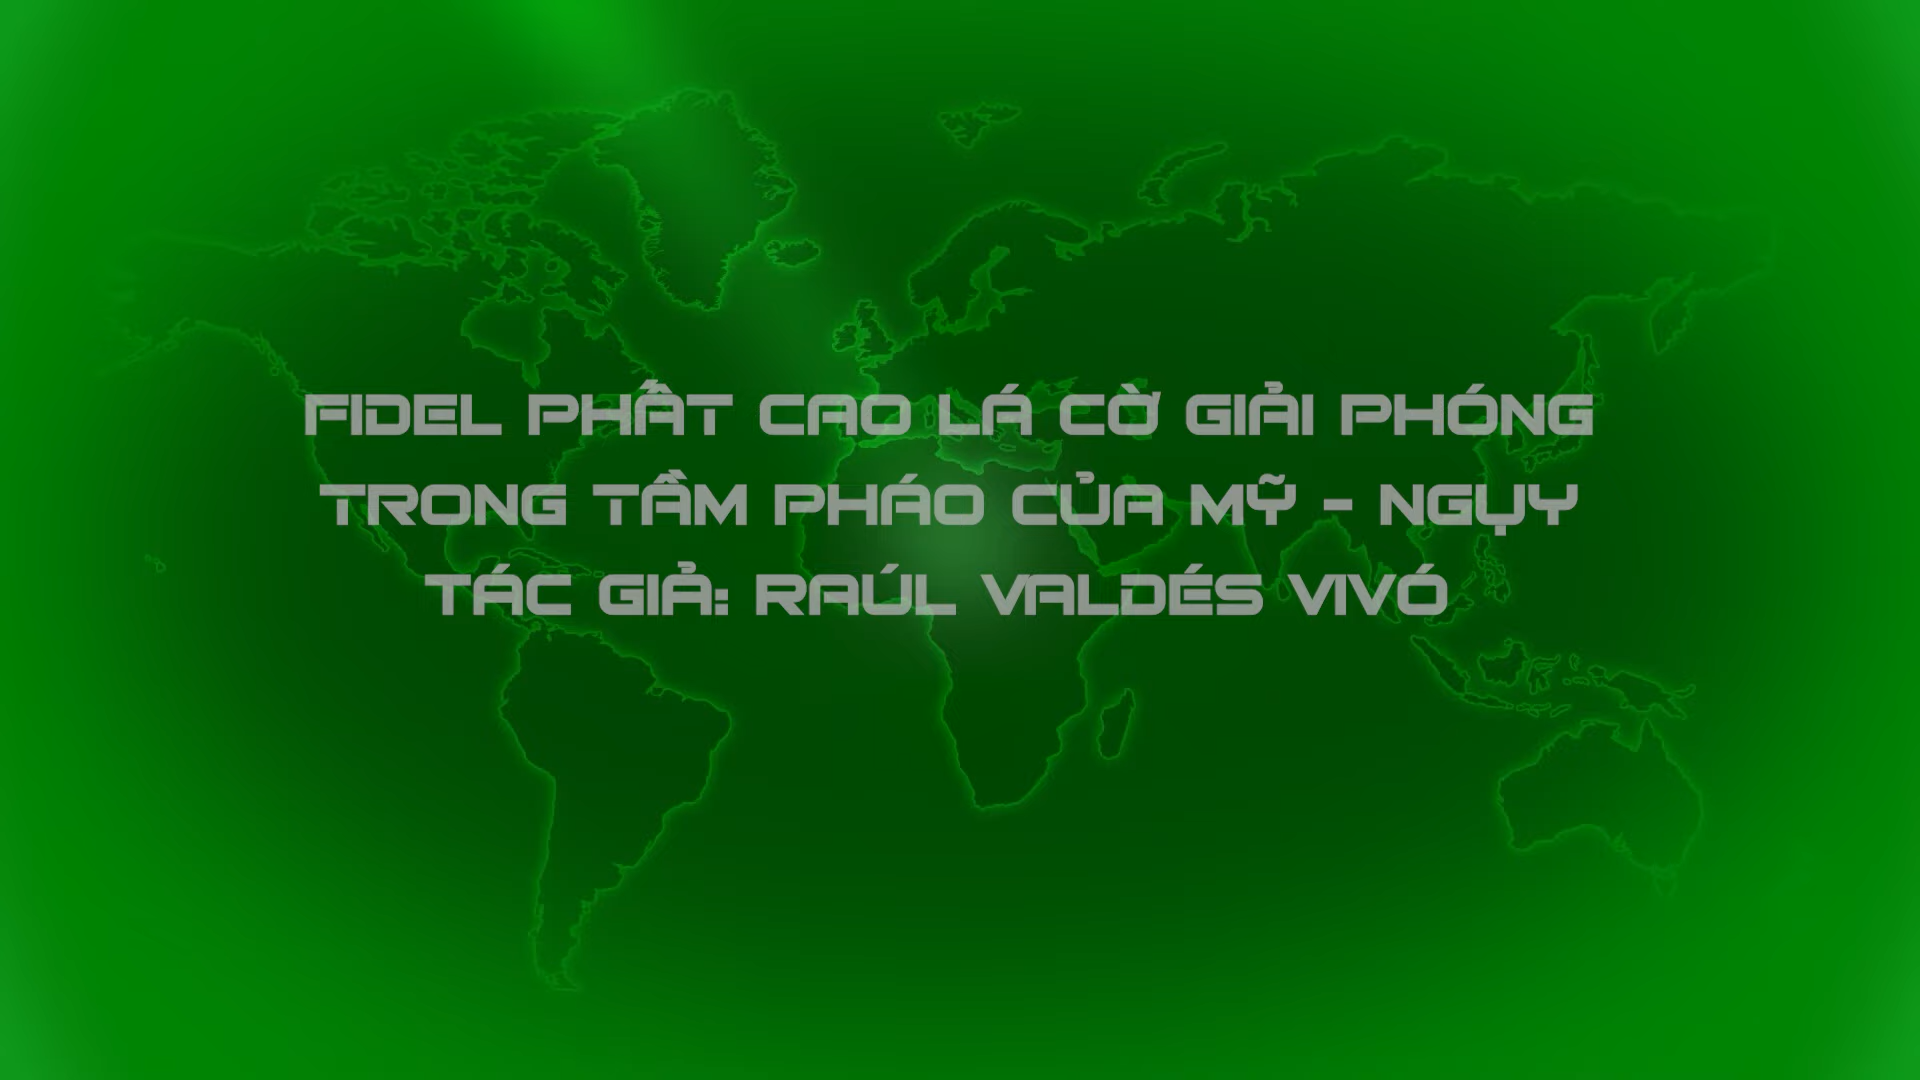 FIDEL PHẤT CAO LÁ CỜ GIẢI PHÓNG
TRONG TẦM PHÁO CỦA MỸ - NGỤY
TÁC GIẢ: RAÚL VALDÉS VIVÓ